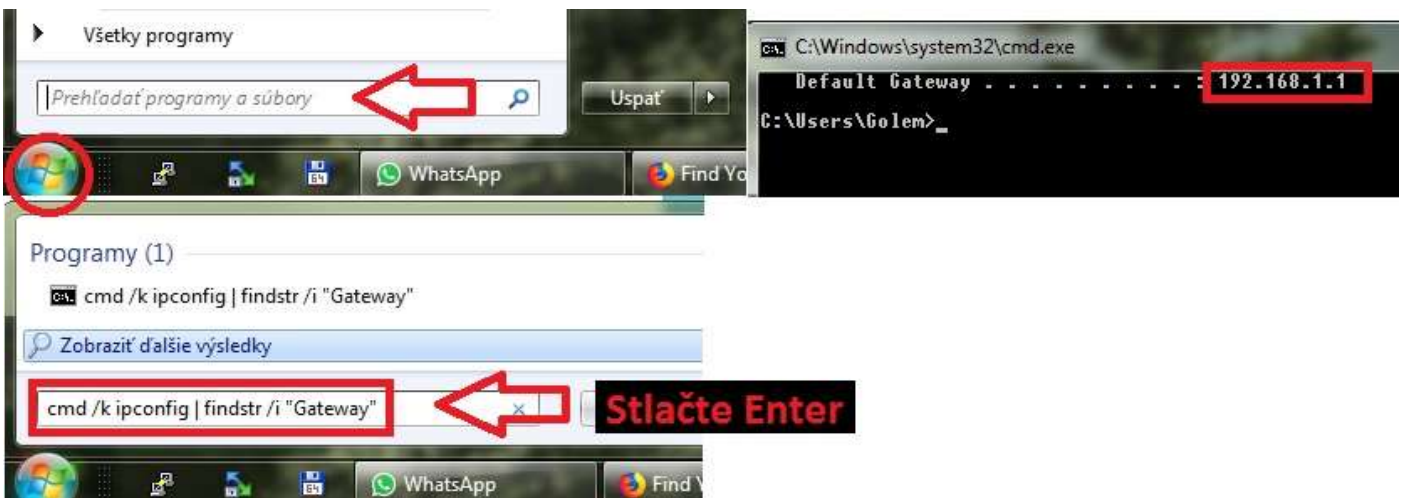 Všetky programy
Prehľadať programy a súbory
Uspať
WhatsApp
Find Yo
C:\Windows\system32\cmd.exe
Default Gateway . . . . . . . . . : 192.168.1.1
C:\Users\Golem>_
Programy (1)
cmd /k ipconfig | findstr /i "Gateway"
Zobraziť ďalšie výsledky
cmd /k ipconfig | findstr /i "Gateway"
Stlačte Enter
WhatsApp
Find